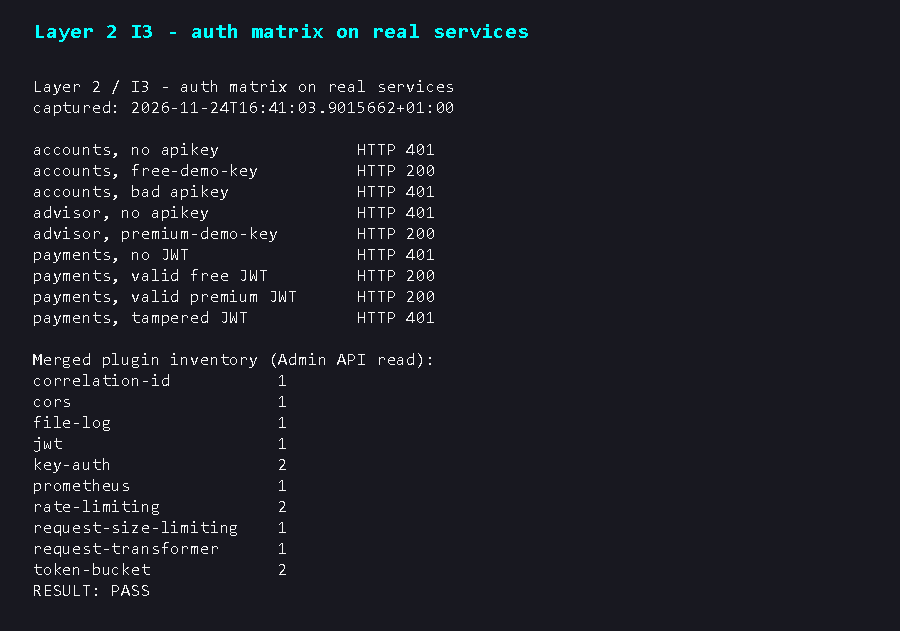 Layer 2 I3 - auth matrix on real services
Layer 2 / I3 - auth matrix on real services
captured: 2026-11-24T16:41:03.9015662+01:00
accounts, no apikey HTTP 401
accounts, free-demo-key HTTP 200
accounts, bad apikey HTTP 401
advisor, no apikey HTTP 401
advisor, premium-demo-key HTTP 200
payments, no JWT HTTP 401
payments, valid free JWT HTTP 200
payments, valid premium JWT HTTP 200
payments, tampered JWT HTTP 401
Merged plugin inventory (Admin API read):
correlation-id 1
cors 1
file-log 1
jwt 1
key-auth 2
prometheus 1
rate-limiting 2
request-size-limiting 1
request-transformer 1
token-bucket 2
RESULT: PASS